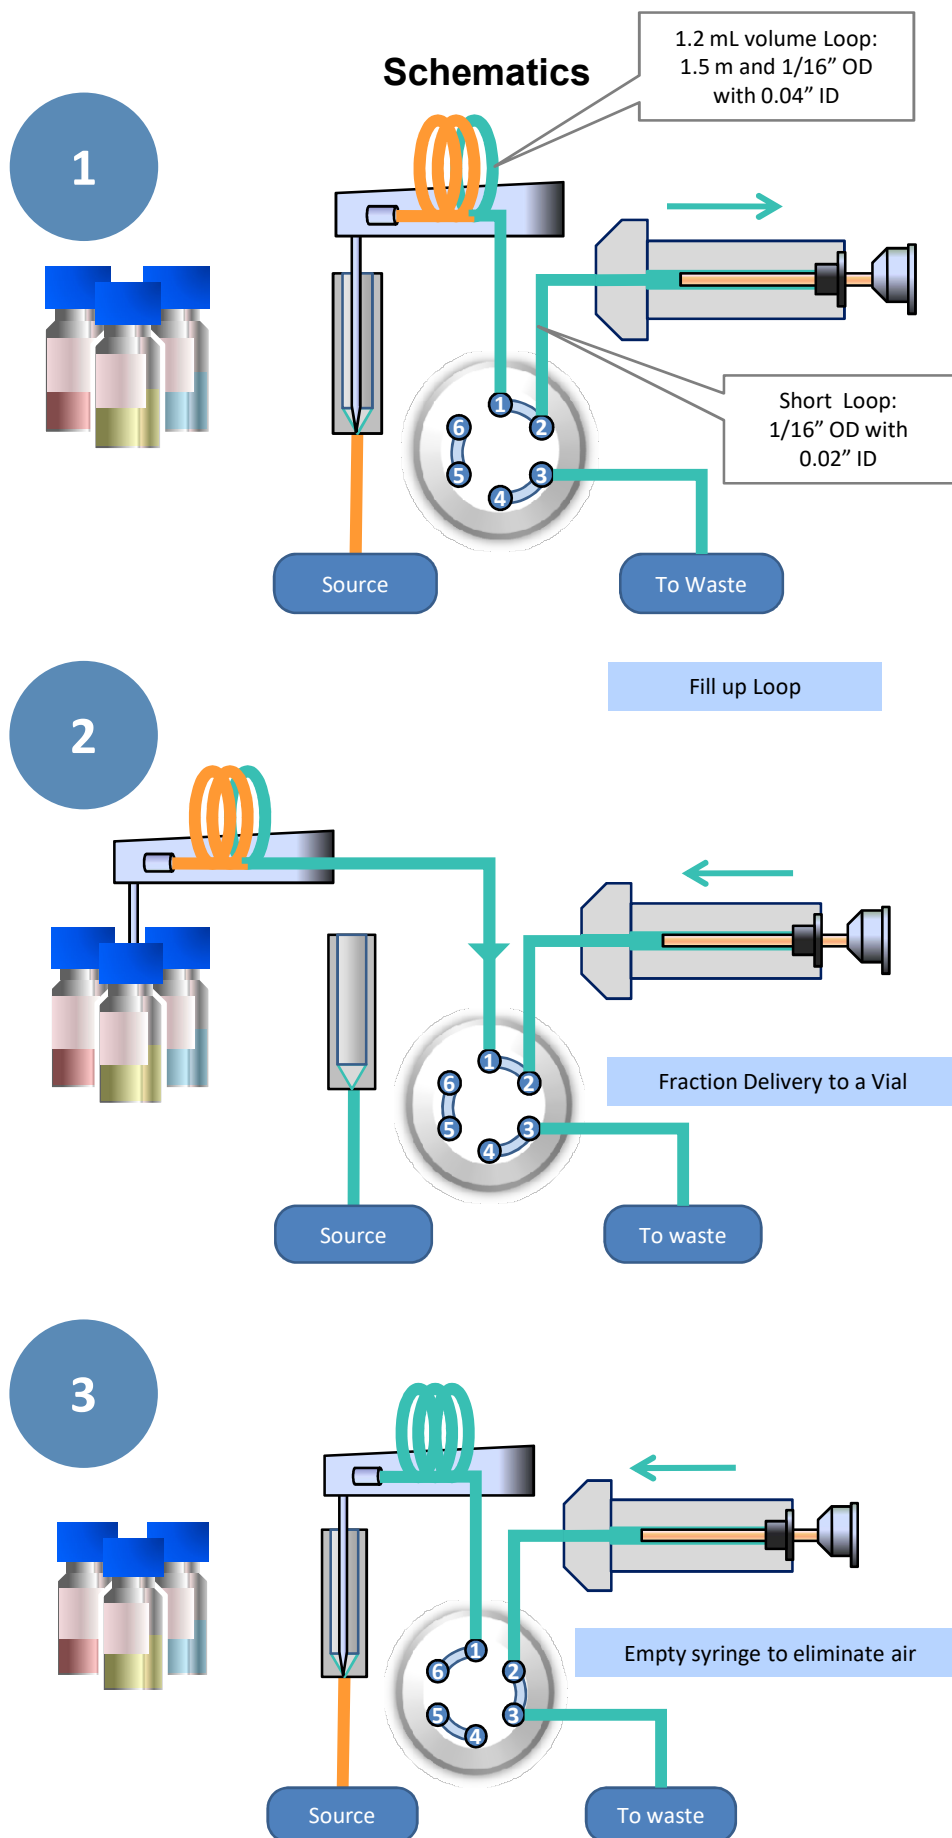 Schematics
1.2 mL volume Loop:
1.5 m and 1/16” OD
with 0.04” ID
1
1
2
3
4
5
6
Short Loop:
1/16” OD with
0.02” ID
Source
To Waste
Fill up Loop
2
1
2
3
4
5
6
Fraction Delivery to a Vial
Source
To waste
3
1
2
3
4
5
6
Empty syringe to eliminate air
Source
To waste